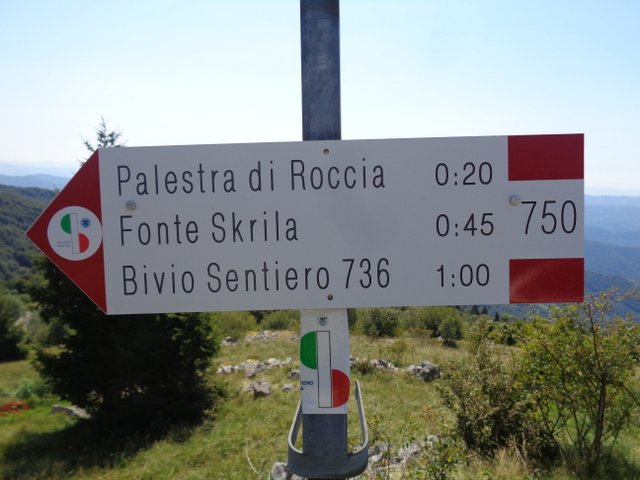 Palestra di Roccia 0:20
Fonte Skrila 0:45
Bivio Sentiero 736 1:00
750